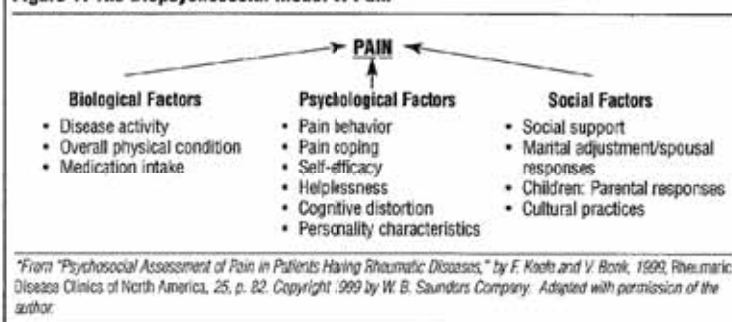 PAIN
Biological Factors
• Disease activity
• Overall physical condition
• Medication intake
Psychological Factors
• Pain behavior
• Pain coping
• Self-efficacy
• Helplessness
• Cognitive distortion
• Personality characteristics
Social Factors
• Social support
• Marital adjustment/spousal
responses
• Children: Parental responses
• Cultural practices
"From "Psychosocial Assessment of Pain in Patients Having Rheumatic Diseases," by F. Keefe and V. Bonk, 1999, Rheumatic
Disease Clinics of North America, 25, p. 82. Copyright 1999 by W. B. Saunders Company. Adapted with permission of the
author.